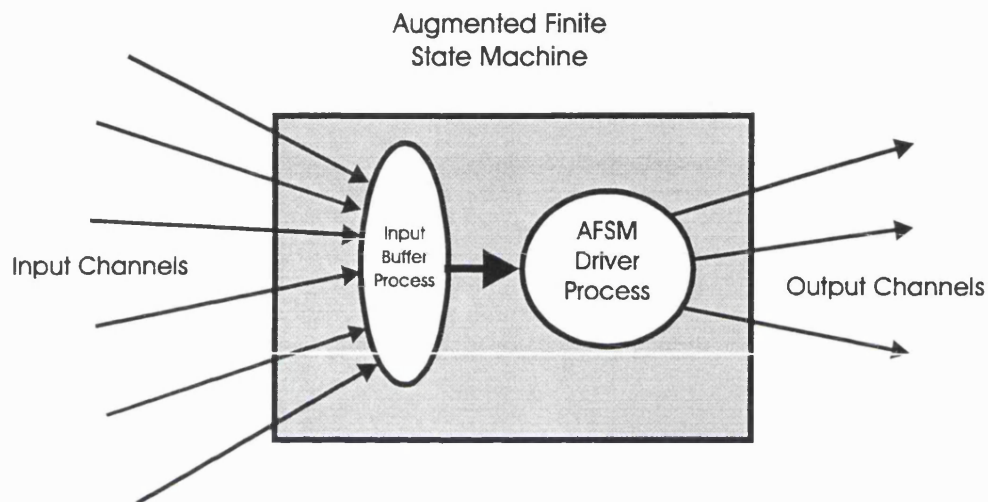 Augmented Finite
State Machine
Input Channels
Input
Buffer
Process
AFSM
Driver
Process
Output Channels